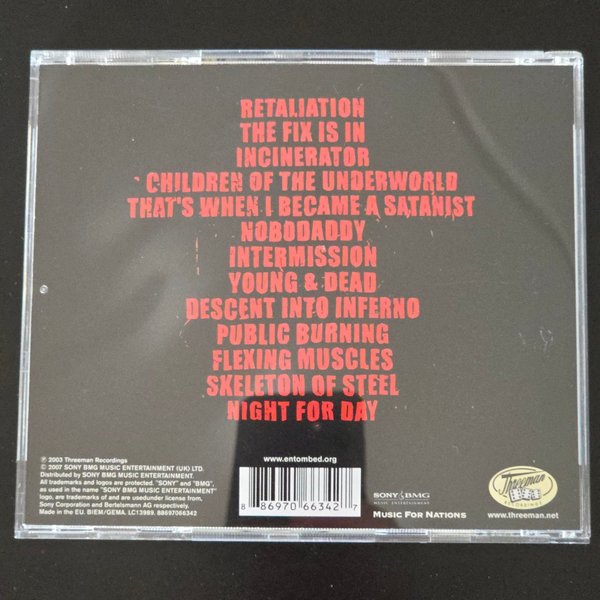 RETALIATION
THE FIX IS IN
INCINERATOR
CHILDREN OF THE UNDERWORLD
THAT'S WHEN I BECAME A SATANIST
NOBODADDY
INTERMISSION
YOUNG & DEAD
DESCENT INTO INFERNO
PUBLIC BURNING
FLEXING MUSCLES
SKELETON OF STEEL
NIGHT FOR DAY
℗ 2003 Threeman Recordings
© 2007 SONY BMG MUSIC ENTERTAINMENT (UK) LTD.
Distributed by SONY BMG MUSIC ENTERTAINMENT.
All trademarks and logos are protected. "SONY" and "BMG",
as used in the name "SONY BMG MUSIC ENTERTAINMENT"
logo, are trademarks of and are usedunder license from,
Sony Corporation and Bertelsmann AG respectively.
Made in the EU. BIEM/GEMA. LC13989. 88697066342
www.entombed.org
8 86970 66342 7
SONY BMG
MUSIC ENTERTAINMENT
MUSIC FOR NATIONS
Threeman
RECORDINGS
www.threeman.net